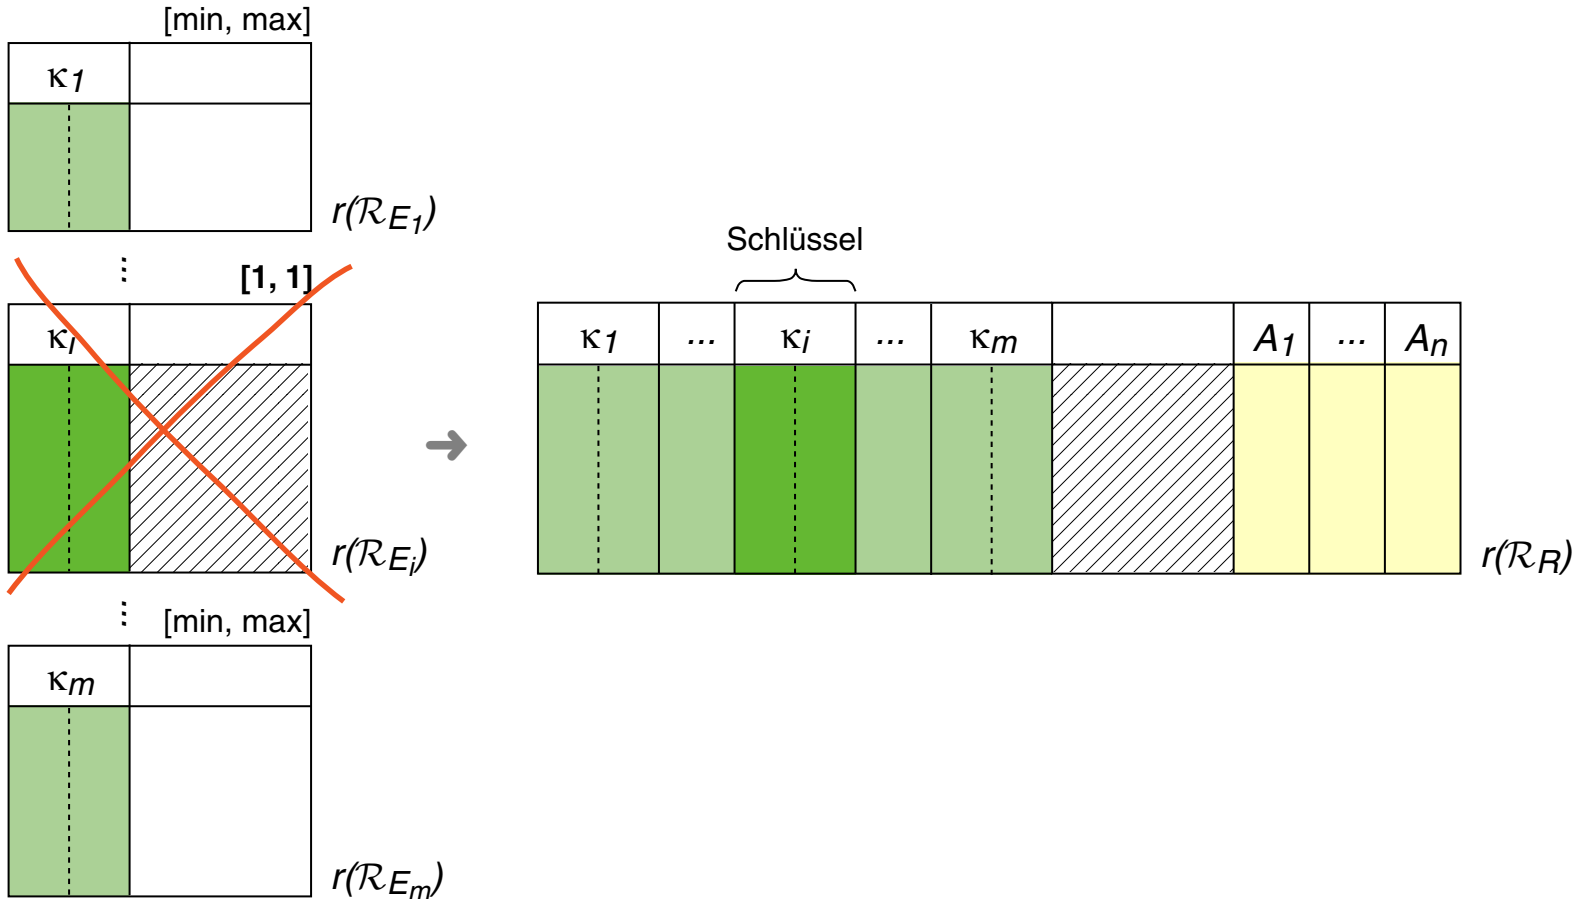 [min, max]
κ1
r(ℛE1)
⋮
[1, 1]
κi
r(ℛEi)
⋮
[min, max]
κm
r(ℛEm)
➜
Schlüssel
κ1 ... κi ... κm A1 ... An
r(ℛR)